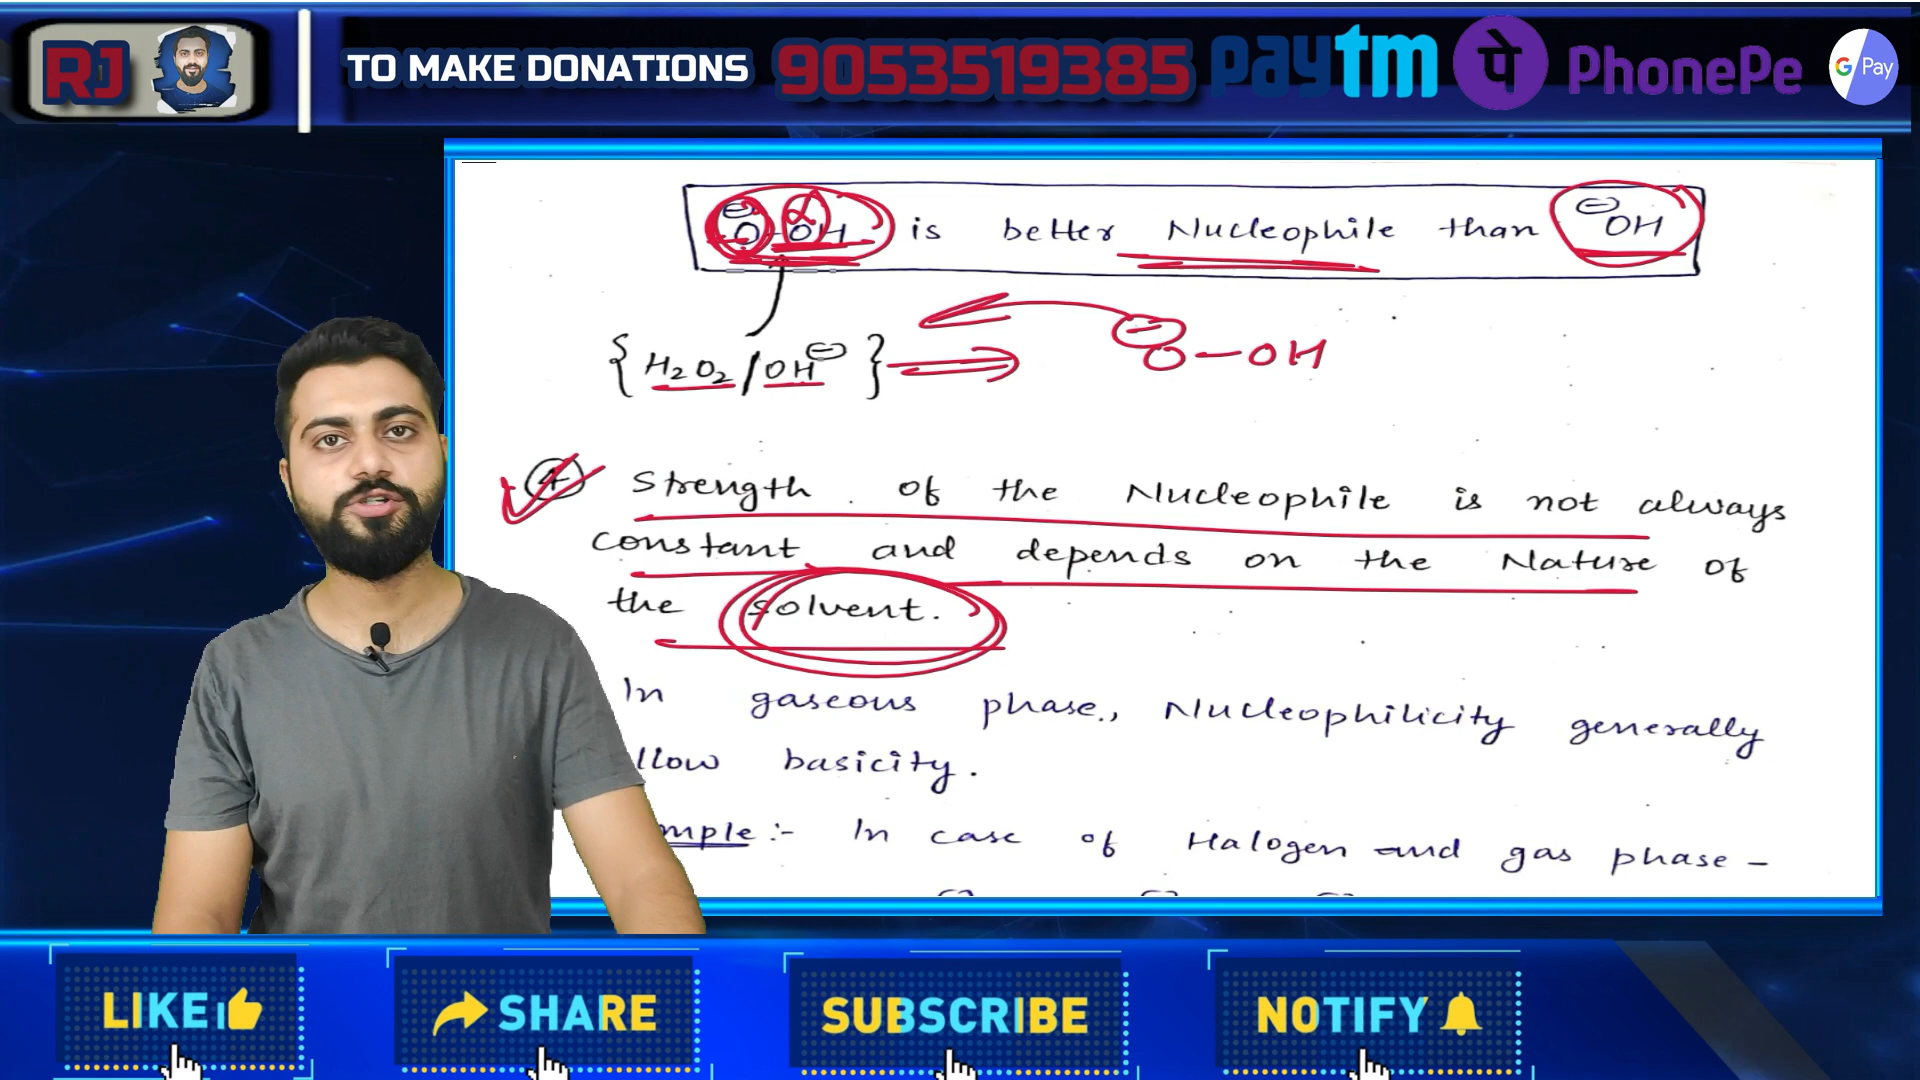 RJ
TO MAKE DONATIONS 9053519385 paytm पे PhonePe G Pay
⊖O-OH is better Nucleophile than ⊖OH
α
{ H2O2/OH⊖ } ⊖O-OH
④ Strength of the Nucleophile is not always
constant and depends on the Nature of
the solvent.
In gaseous phase, Nucleophilicity generally
llow basicity.
mple :- In case of Halogen and gas phase -
LIKE SHARE SUBSCRIBE NOTIFY